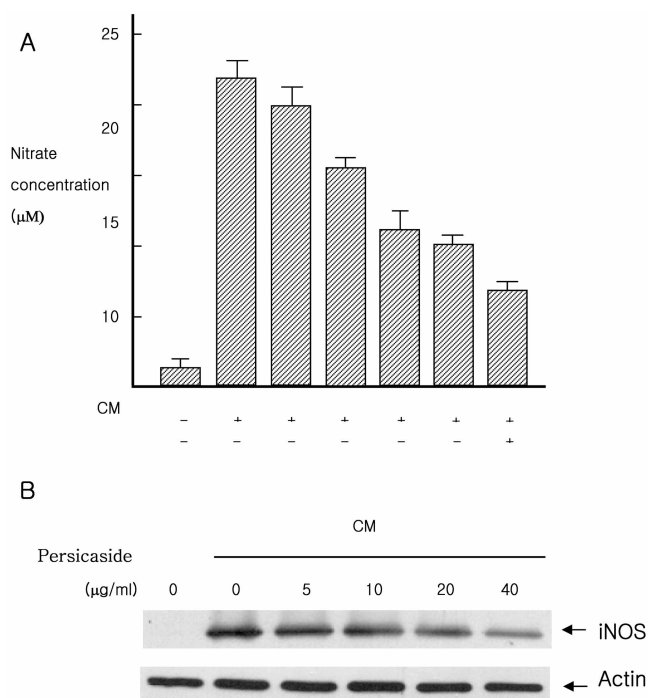 A
25
20
15
10
Nitrate
concentration
(μM)
CM − + + + + + +
− − − − − − +
B
CM
Persicaside
(μg/ml) 0 0 5 10 20 40
iNOS
Actin